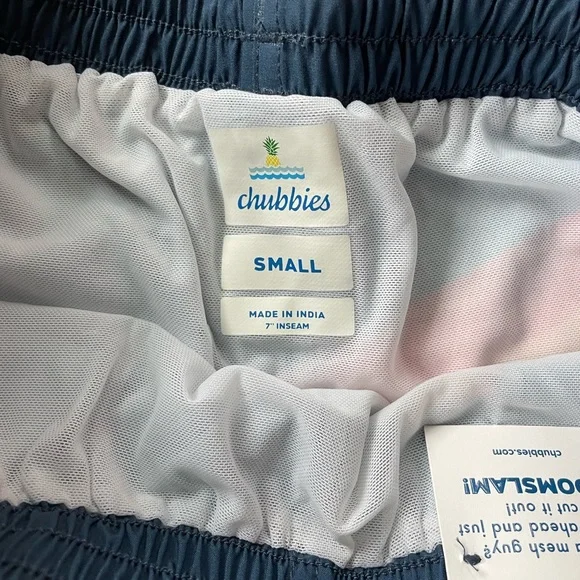 chubbies
SMALL
MADE IN INDIA
7" INSEAM
a mesh guy?
ahead and just
cut it out!
OOMSLAM!
chubbies.com